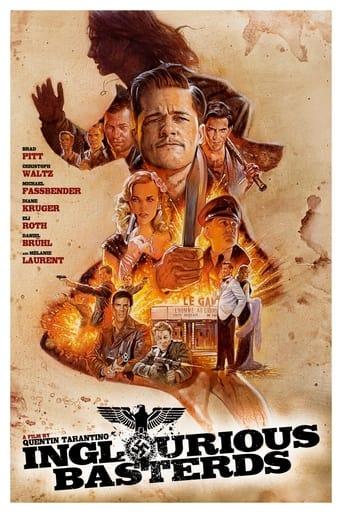 BRAD
PITT
CHRISTOPH
WALTZ
MICHAEL
FASSBENDER
DIANE
KRUGER
ELI
ROTH
DANIEL
BRÜHL
AND MÉLANIE
LAURENT
LE GAM
A FILM BY
QUENTIN TARANTINO
INGLOURIOUS
BASTERDS